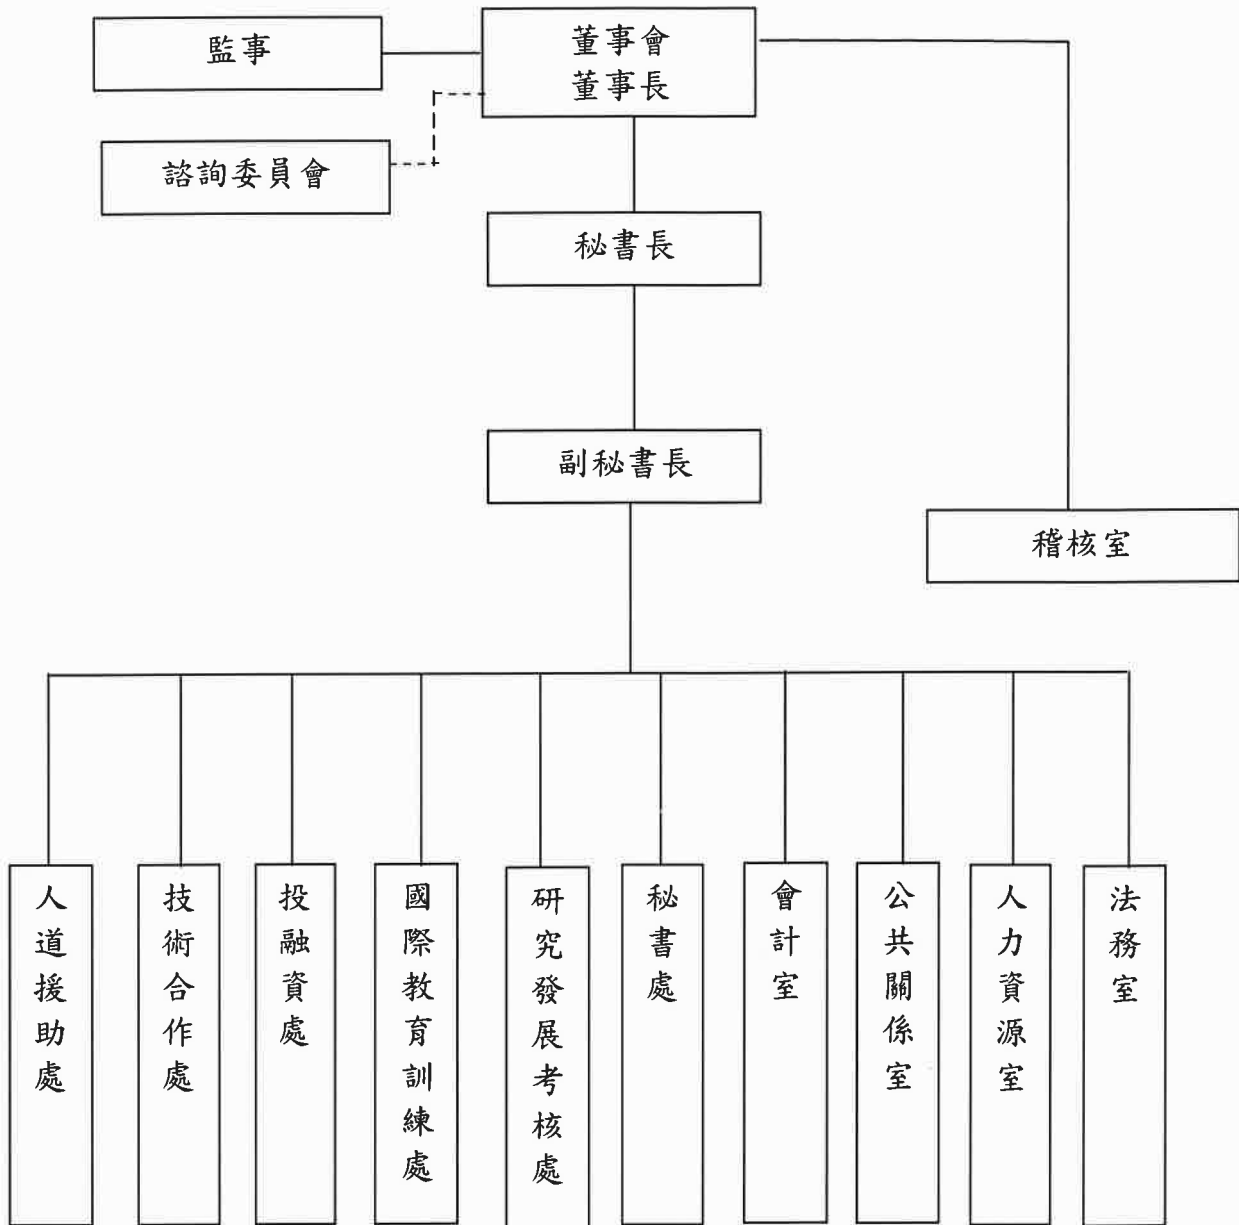 監事
董事會
董事長
諮詢委員會
秘書長
副秘書長
稽核室
人道援助處
技術合作處
投融資處
國際教育訓練處
研究發展考核處
秘書處
會計室
公共關係室
人力資源室
法務室